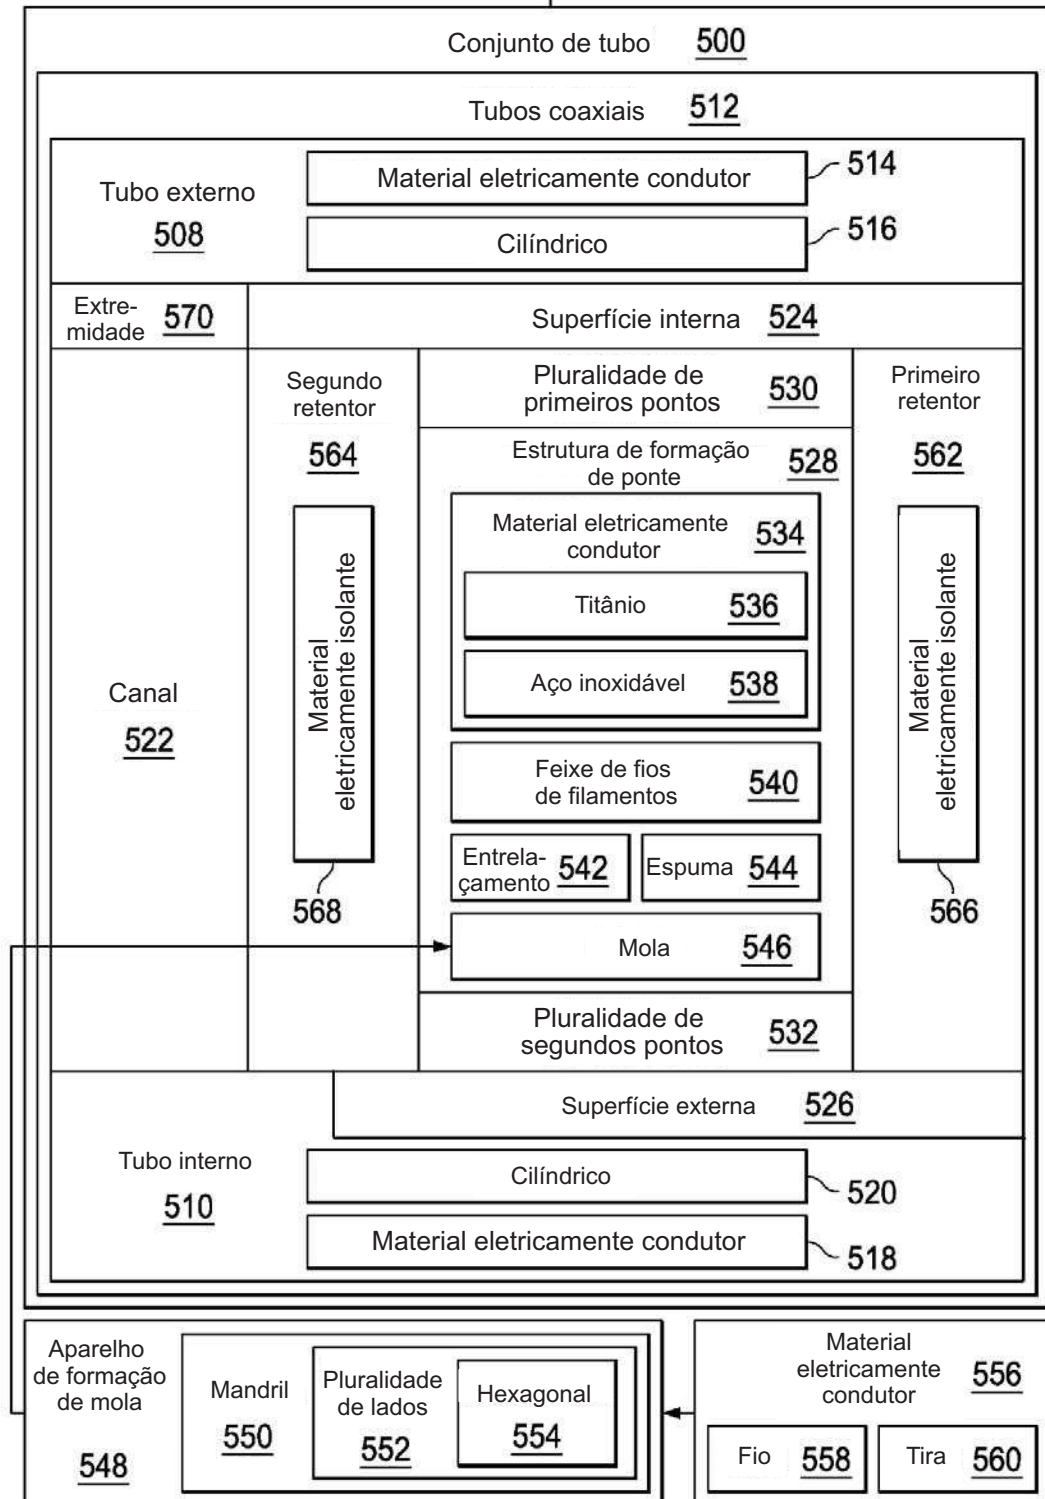 Conjunto de tubo 500
Tubos coaxiais 512
Tubo externo
508
Material eletricamente condutor
514
Cilíndrico
516
Extre-
midade 570
Superfície interna 524
Segundo
retentor
564
Material
eletricamente isolante
568
Pluralidade de
primeiros pontos 530
Primeiro
retentor
562
Material
eletricamente isolante
566
Estrutura de formação
de ponte 528
Material eletricamente
condutor 534
Titânio 536
Aço inoxidável 538
Canal
522
Feixe de fios
de filamentos 540
Entrela-
çamento 542
Espuma 544
Mola 546
Pluralidade de
segundos pontos 532
Superfície externa 526
Tubo interno
510
Cilíndrico
520
Material eletricamente condutor
518
Aparelho
de formação
de mola
548
Mandril
550
Pluralidade
de lados
552
Hexagonal
554
Material
eletricamente
condutor 556
Fio 558
Tira 560